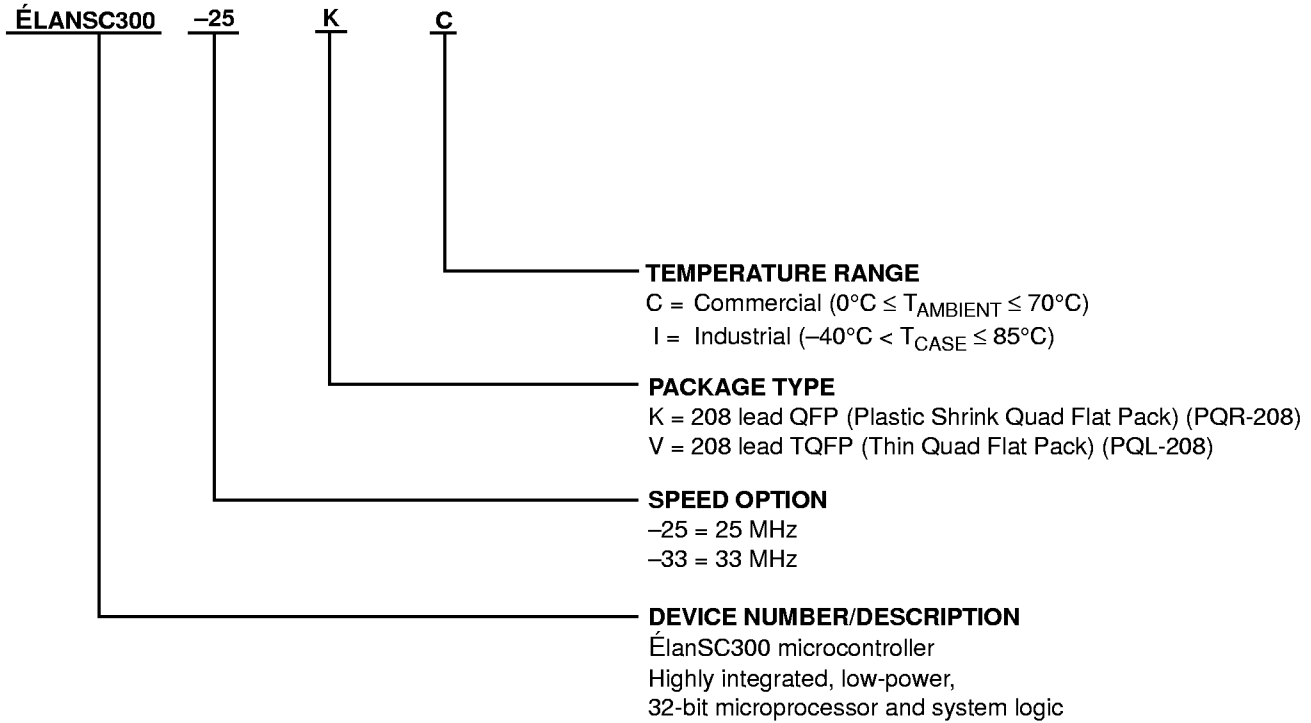 ÉLANSC300 –25 K C
TEMPERATURE RANGE
C = Commercial (0°C ≤ TAMBIENT ≤ 70°C)
I = Industrial (–40°C < TCASE ≤ 85°C)
PACKAGE TYPE
K = 208 lead QFP (Plastic Shrink Quad Flat Pack) (PQR-208)
V = 208 lead TQFP (Thin Quad Flat Pack) (PQL-208)
SPEED OPTION
–25 = 25 MHz
–33 = 33 MHz
DEVICE NUMBER/DESCRIPTION
ÉlanSC300 microcontroller
Highly integrated, low-power,
32-bit microprocessor and system logic